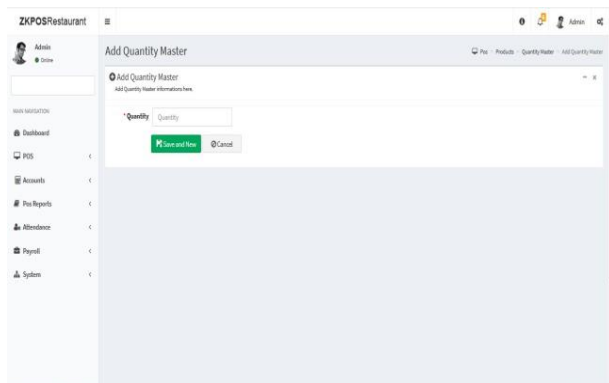 ZKPOSRestaurant
Admin
Admin
Online
MAIN NAVIGATION
Dashboard
POS
Accounts
Pos Reports
Attendance
Payroll
System
Add Quantity Master
Pos - Products - Quantity Master - Add Quantity Master
Add Quantity Master
Add Quantity Master informations here.
* Quantity Quantity
Save and New Cancel